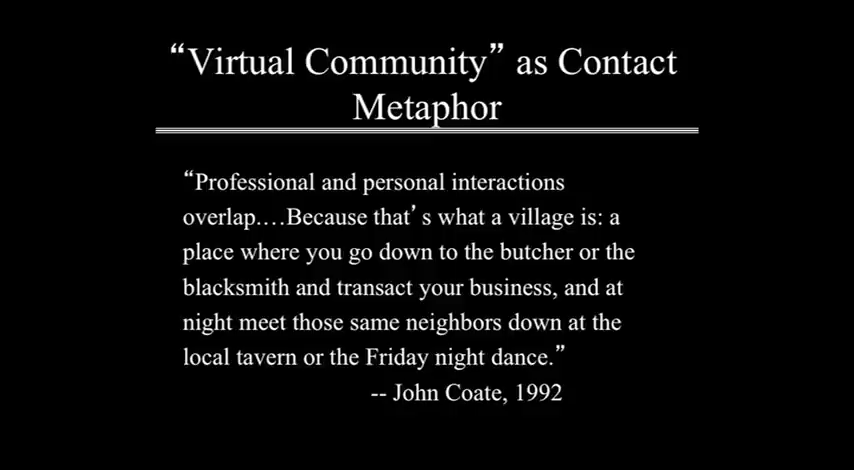 “Virtual Community” as Contact
Metaphor
“Professional and personal interactions
overlap.…Because that’s what a village is: a
place where you go down to the butcher or the
blacksmith and transact your business, and at
night meet those same neighbors down at the
local tavern or the Friday night dance.”
-- John Coate, 1992